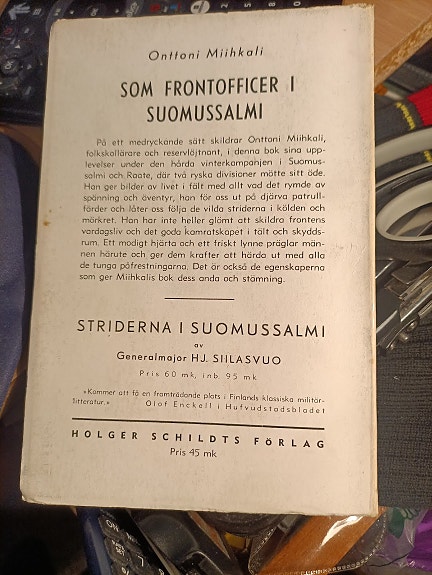 Onttoni Miihkali
SOM FRONTOFFICER I
SUOMUSSALMI
På ett medryckande sätt skildrar Onttoni Miihkali,
folkskollärare och reservlöjtnant, i denna bok sina upp-
levelser under den hårda vinterkampanjen i Suomus-
salmi och Raate, där två ryska divisioner mötte sitt öde.
Han ger bilder av livet i fält med allt vad det rymde av
spänning och äventyr, han för oss ut på djärva patrull-
färder och låter oss följa de vilda striderna i kölden och
mörkret. Han har inte heller glömt att skildra frontens
vardagsliv och det goda kamratskapet i tält och skydds-
rum. Ett modigt hjärta och ett friskt lynne präglar män-
nen härute och ger dem krafter att härda ut med alla
de tunga påfrestningarna. Det är också de egenskaperna
som ger Miihkalis bok dess anda och stämning.
STRIDERNA I SUOMUSSALMI
av
Generalmajor HJ. SIILASVUO
Pris 60 mk, inb. 95 mk
»Kommer att få en framträdande plats i Finlands klassiska militär-
litteratur.» Olof Enckell i Hufvudstadsbladet
HOLGER SCHILDTS FÖRLAG
Pris 45 mk